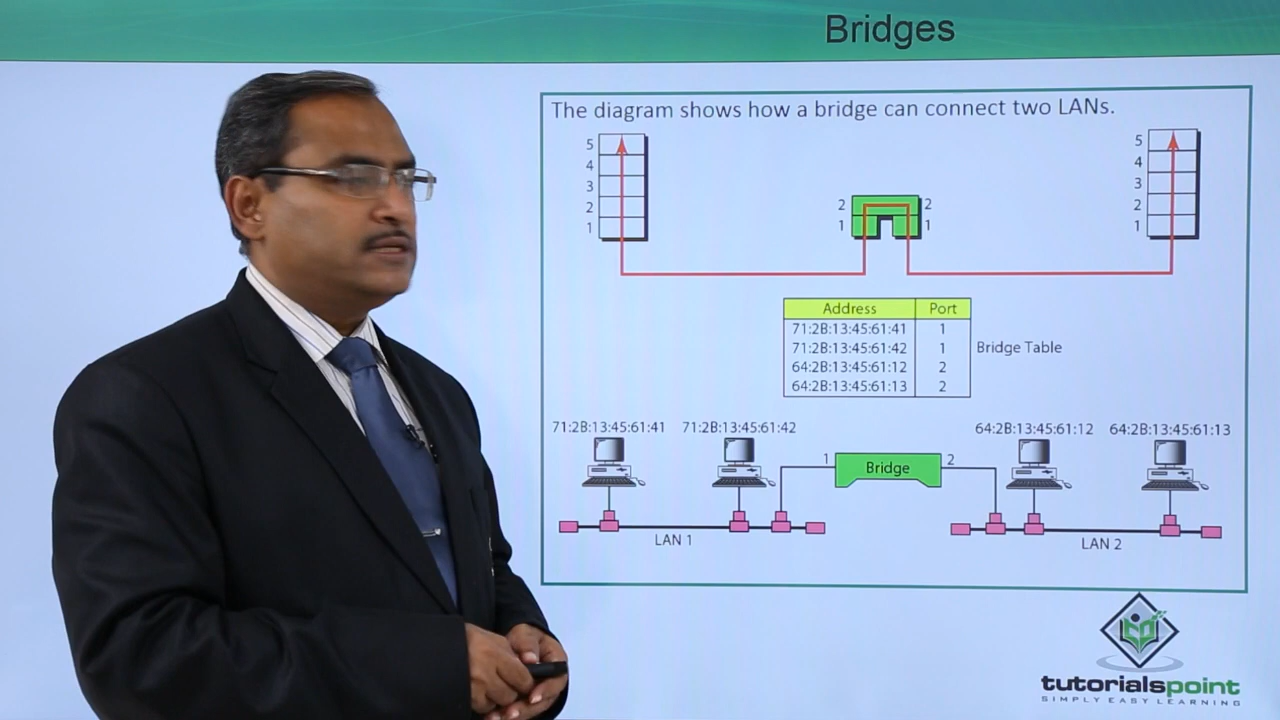 Bridges
The diagram shows how a bridge can connect two LANs.
5
4
3
2
1
2
1
2
1
5
4
3
2
1
Address Port
71:2B:13:45:61:41 1
71:2B:13:45:61:42 1
64:2B:13:45:61:12 2
64:2B:13:45:61:13 2
Bridge Table
71:2B:13:45:61:41 71:2B:13:45:61:42 64:2B:13:45:61:12 64:2B:13:45:61:13
1 Bridge 2
LAN 1 LAN 2
tutorialspoint
SIMPLY EASY LEARNING